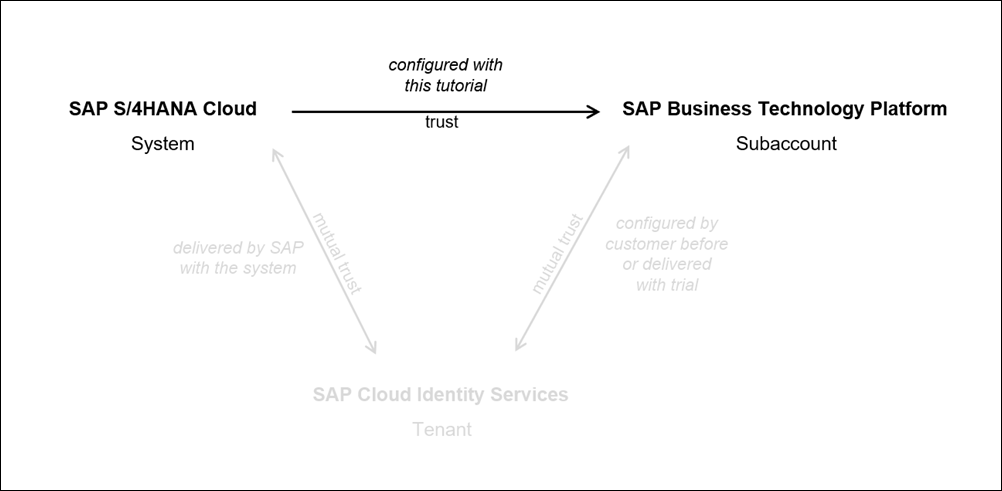 configured with
this tutorial
SAP S/4HANA Cloud
trust
SAP Business Technology Platform
System
Subaccount
delivered by SAP
with the system
mutual trust
mutual trust
configured by
customer before
or delivered
with trial
SAP Cloud Identity Services
Tenant